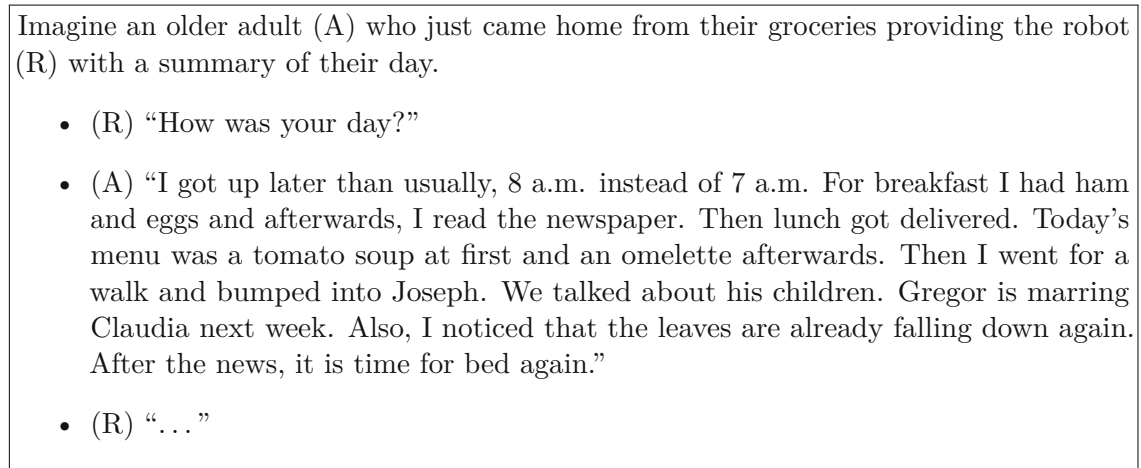 Imagine an older adult (A) who just came home from their groceries providing the robot
(R) with a summary of their day.
• (R) “How was your day?”
• (A) “I got up later than usually, 8 a.m. instead of 7 a.m. For breakfast I had ham
and eggs and afterwards, I read the newspaper. Then lunch got delivered. Today’s
menu was a tomato soup at first and an omelette afterwards. Then I went for a
walk and bumped into Joseph. We talked about his children. Gregor is marring
Claudia next week. Also, I noticed that the leaves are already falling down again.
After the news, it is time for bed again.”
• (R) “. . . ”